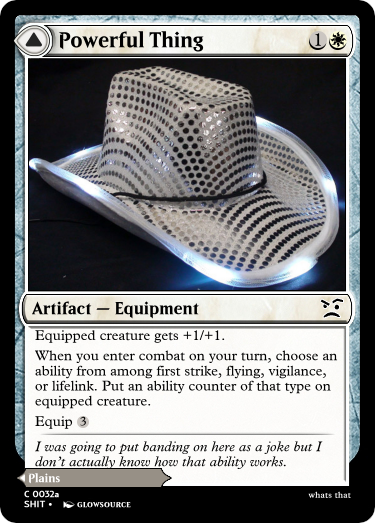 Powerful Thing 1
Artifact — Equipment
Equipped creature gets +1/+1.
When you enter combat on your turn, choose an
ability from among first strike, flying, vigilance,
or lifelink. Put an ability counter of that type on
equipped creature.
Equip 3
I was going to put banding on here as a joke but I
don't actually know how that ability works.
Plains
C 0032a
SHIT • GLOWSOURCE
whats that